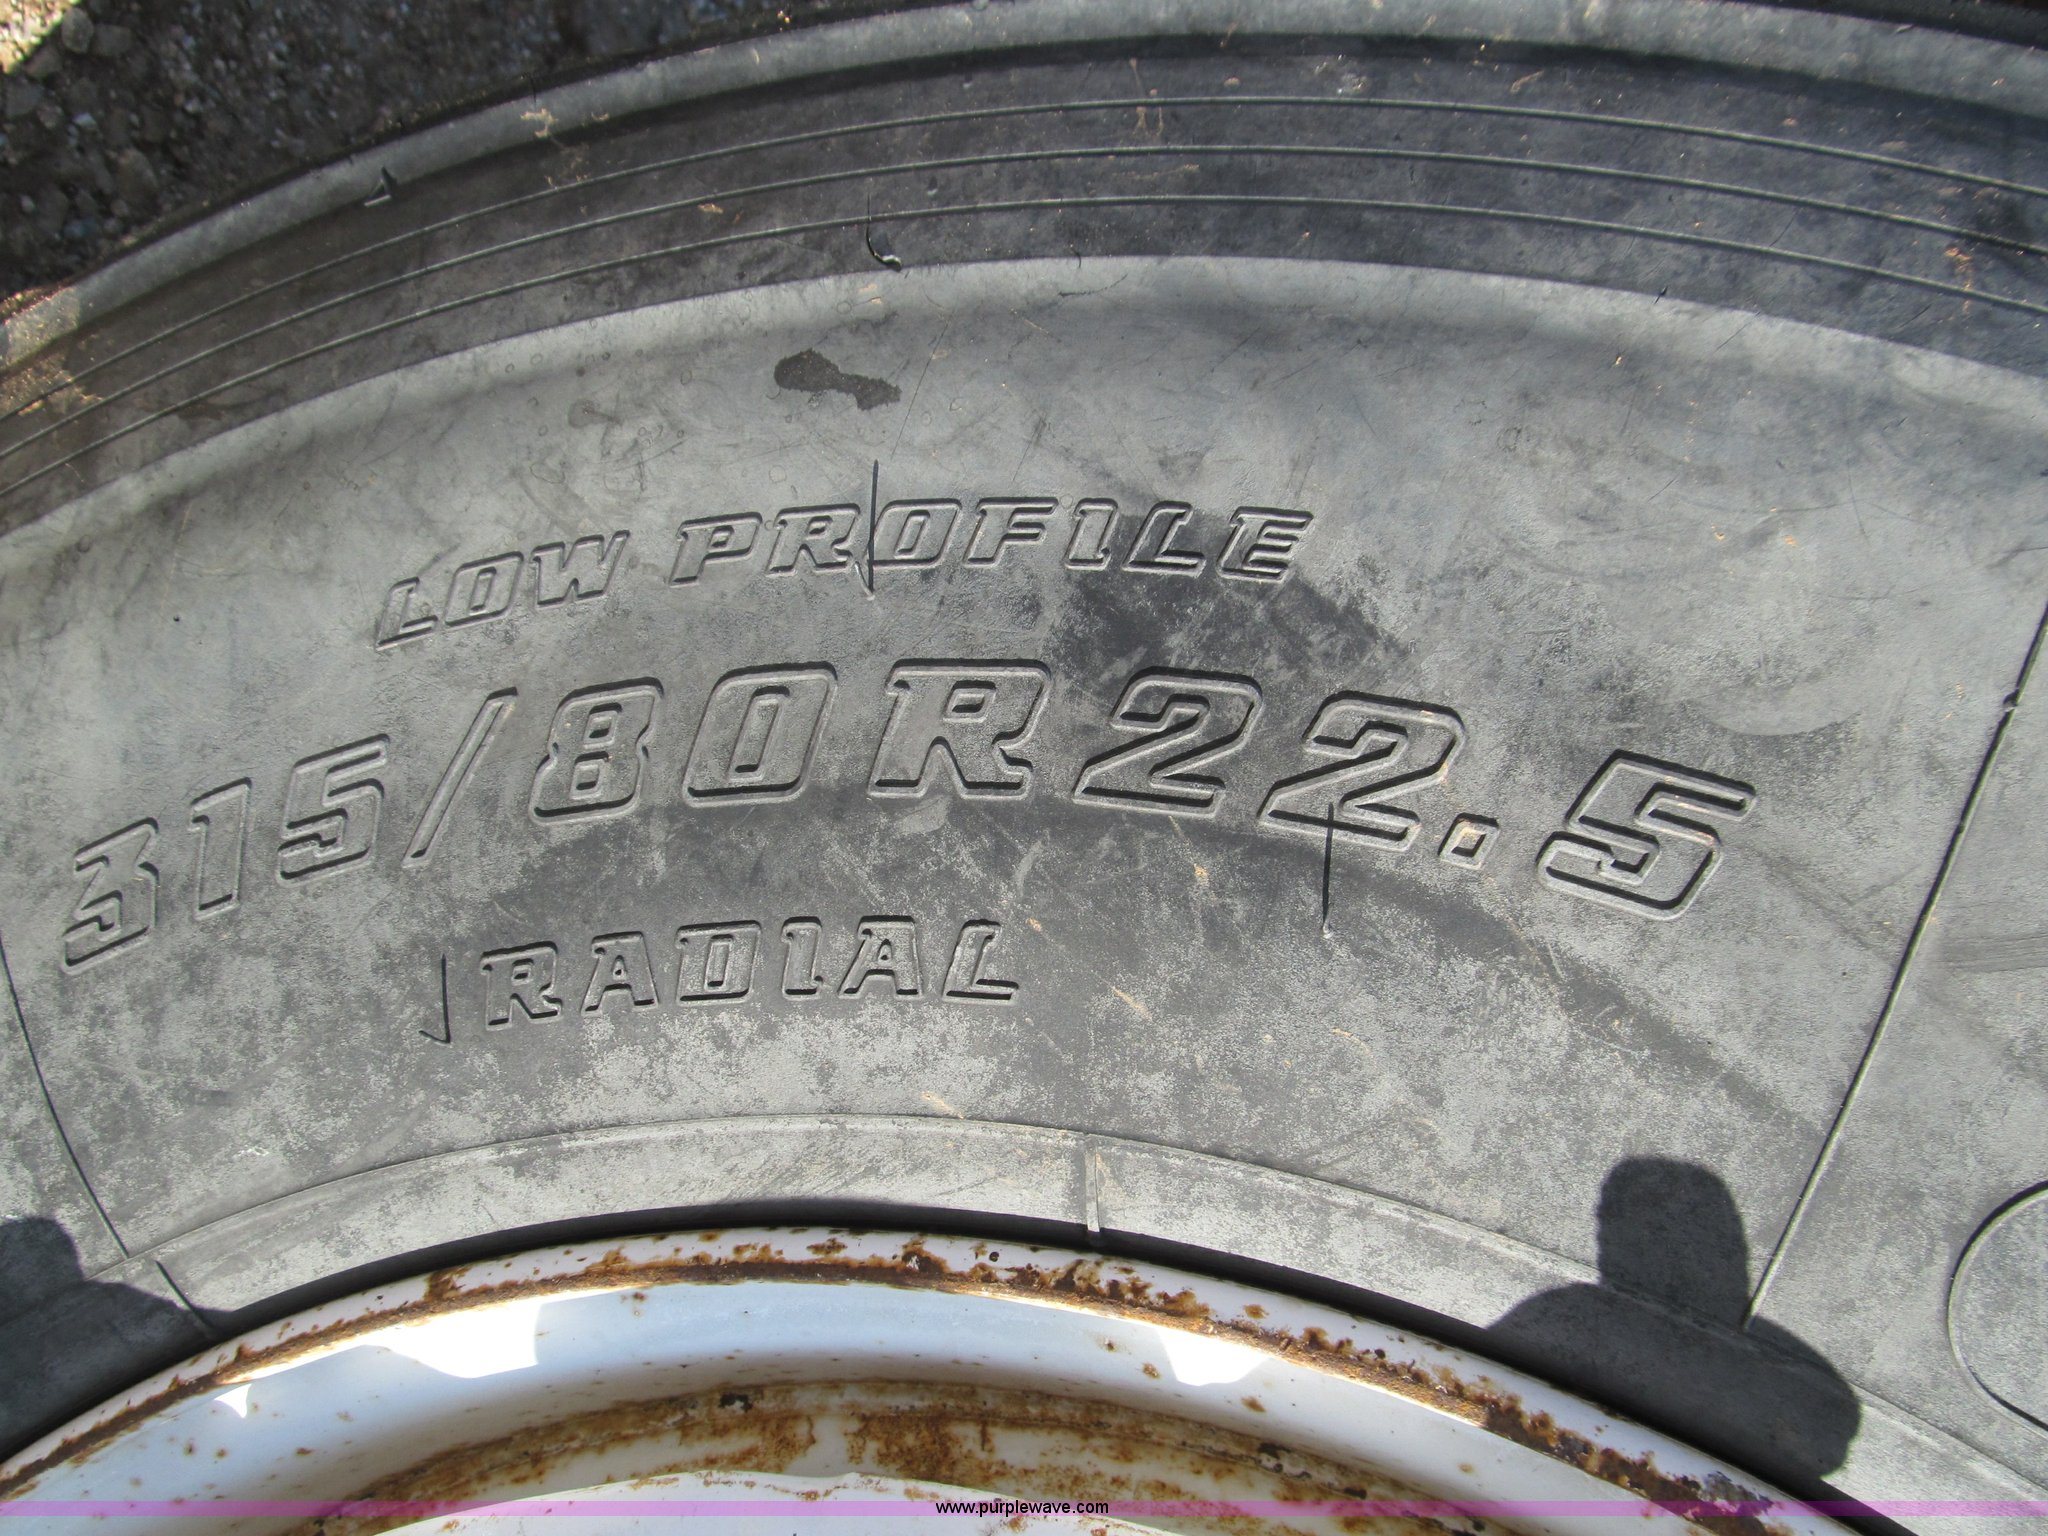 LOW PROFILE
315/80R22.5
RADIAL
www.purplewave.com